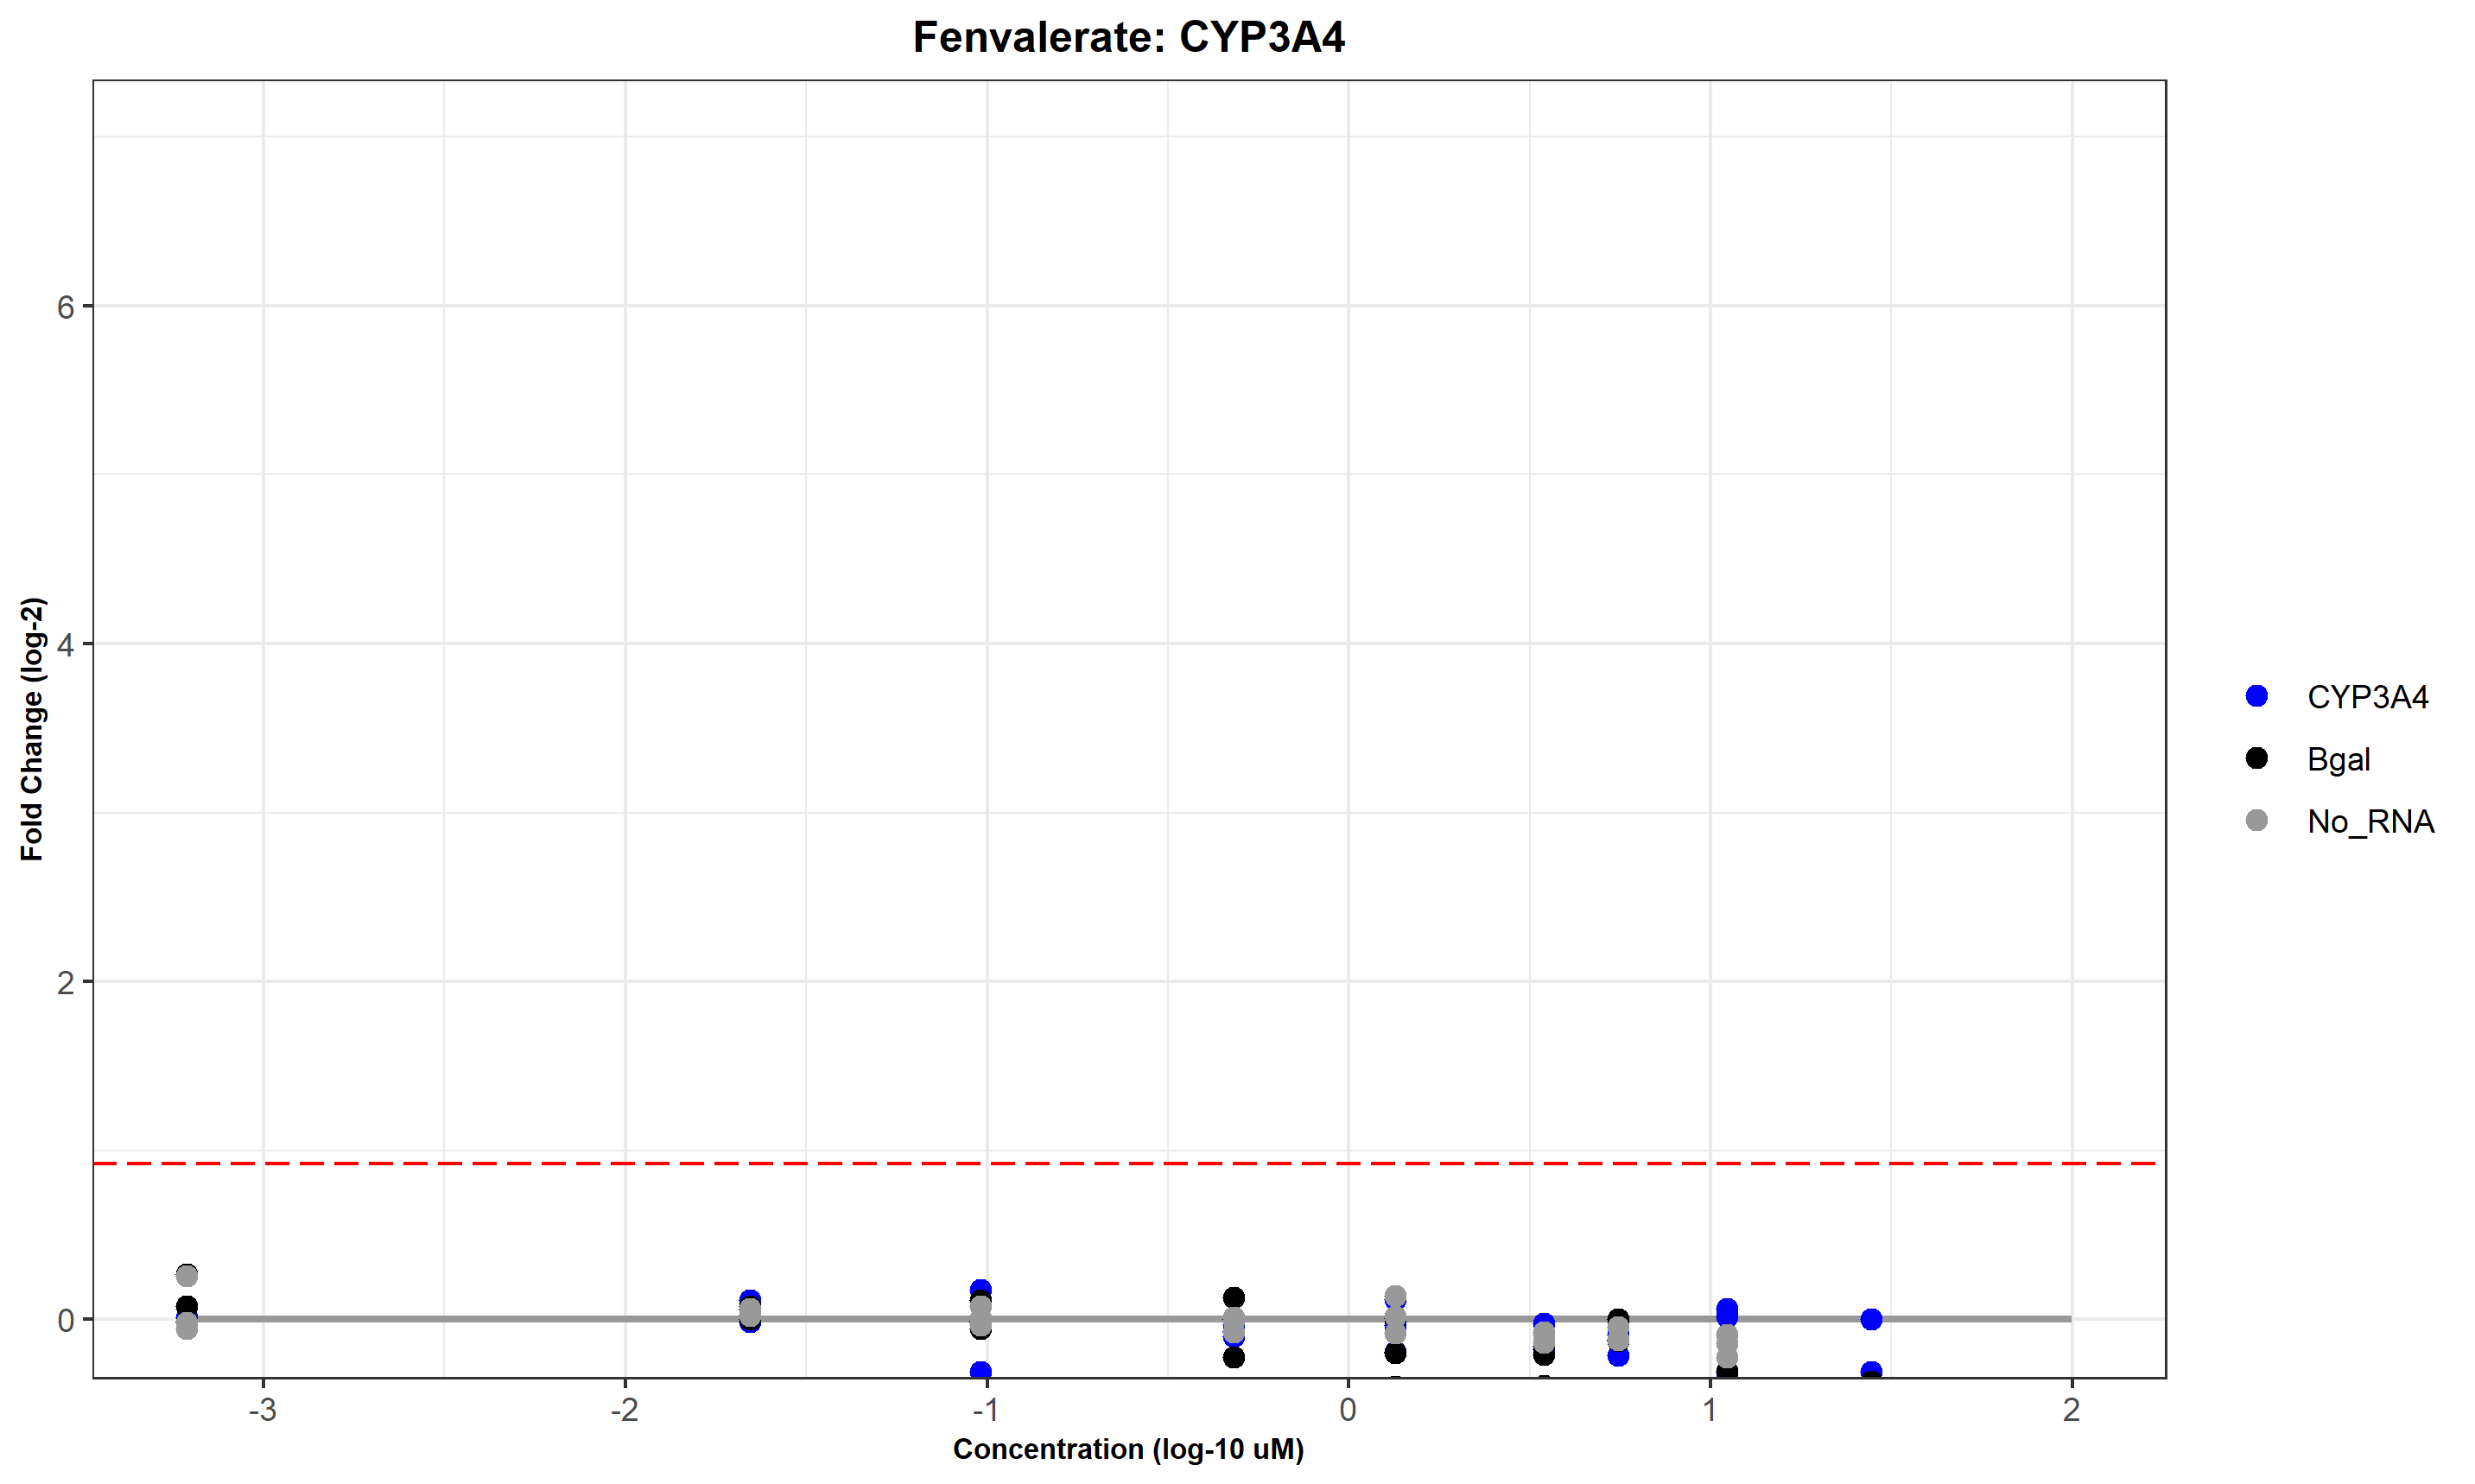 Fenvalerate: CYP3A4
Fold Change (log-2)
6
4
2
0
-3
-2
-1
0
1
2
Concentration (log-10 uM)
CYP3A4
Bgal
No_RNA